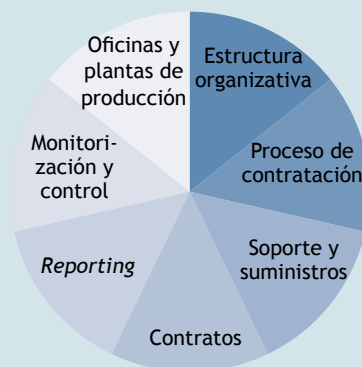 Estructura
organizativa
Proceso de
contratación
Soporte y
suministros
Contratos
Reporting
Monitori-
zación y
control
Oficinas y
plantas de
producción